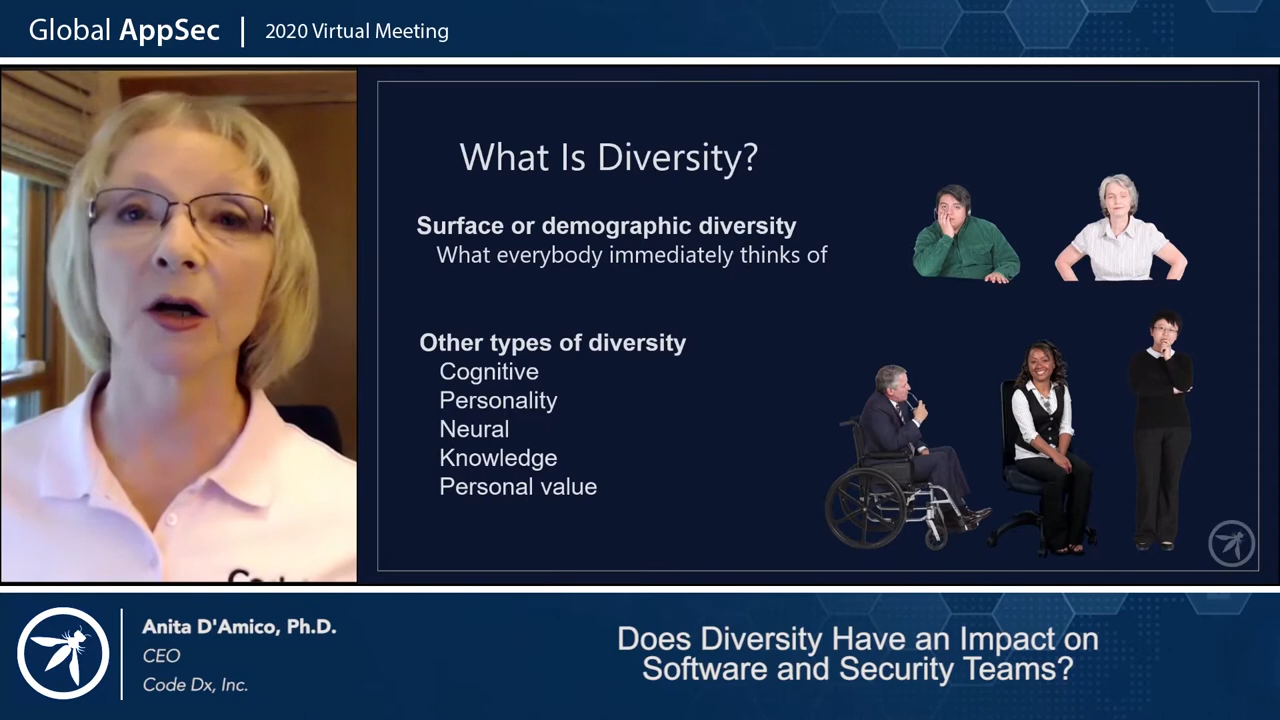 Global AppSec | 2020 Virtual Meeting
What Is Diversity?
Surface or demographic diversity
What everybody immediately thinks of
Other types of diversity
Cognitive
Personality
Neural
Knowledge
Personal value
Anita D'Amico, Ph.D.
CEO
Code Dx, Inc.
Does Diversity Have an Impact on
Software and Security Teams?